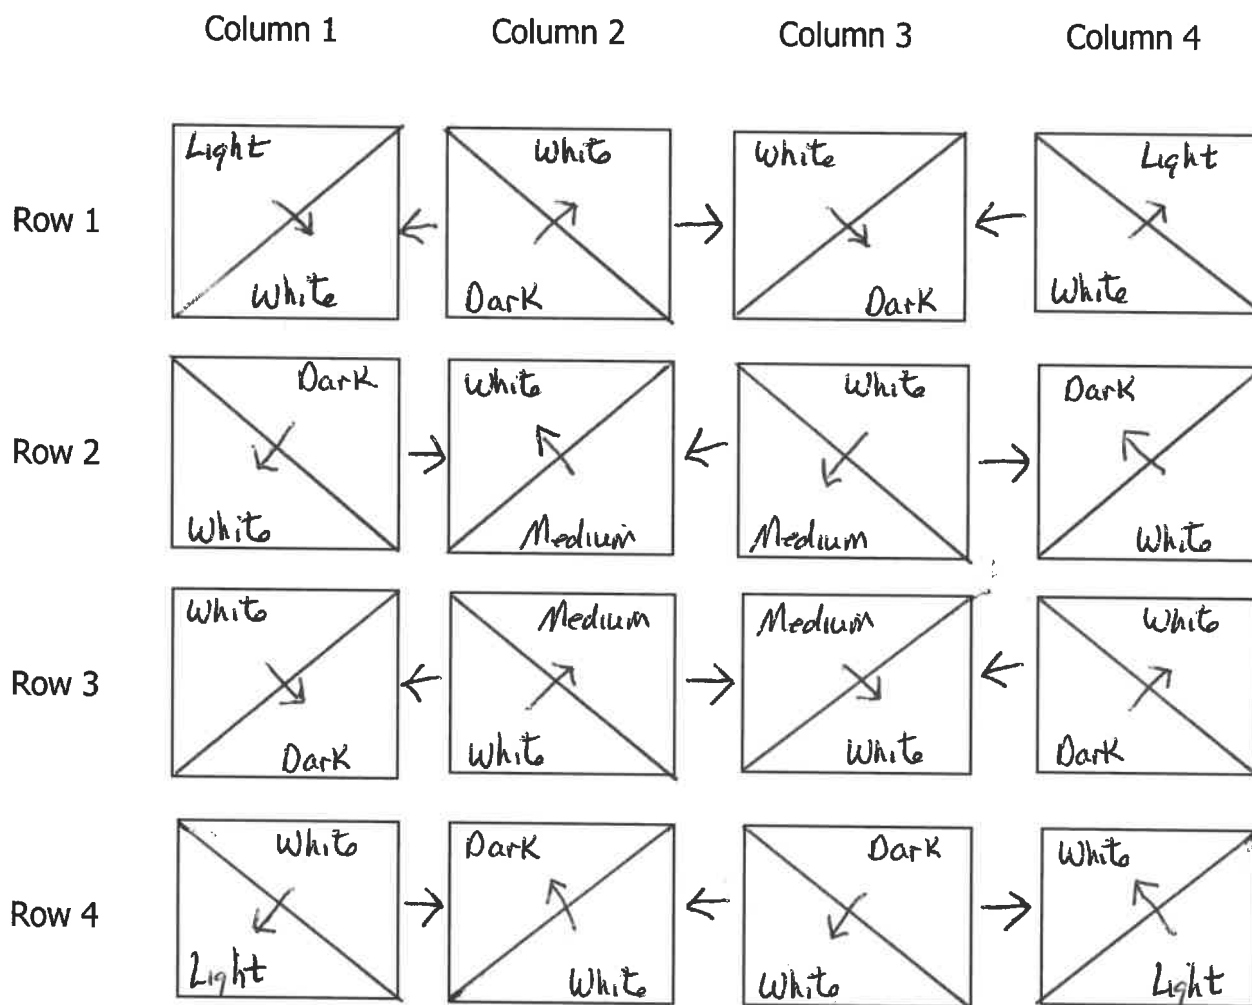 Column 1 Column 2 Column 3 Column 4
Light White White Light
Row 1
White Dark Dark White
Dark White White Dark
Row 2
White Medium Medium White
White Medium Medium White
Row 3
Dark White White Dark
White Dark Dark White
Row 4
Light White White Light